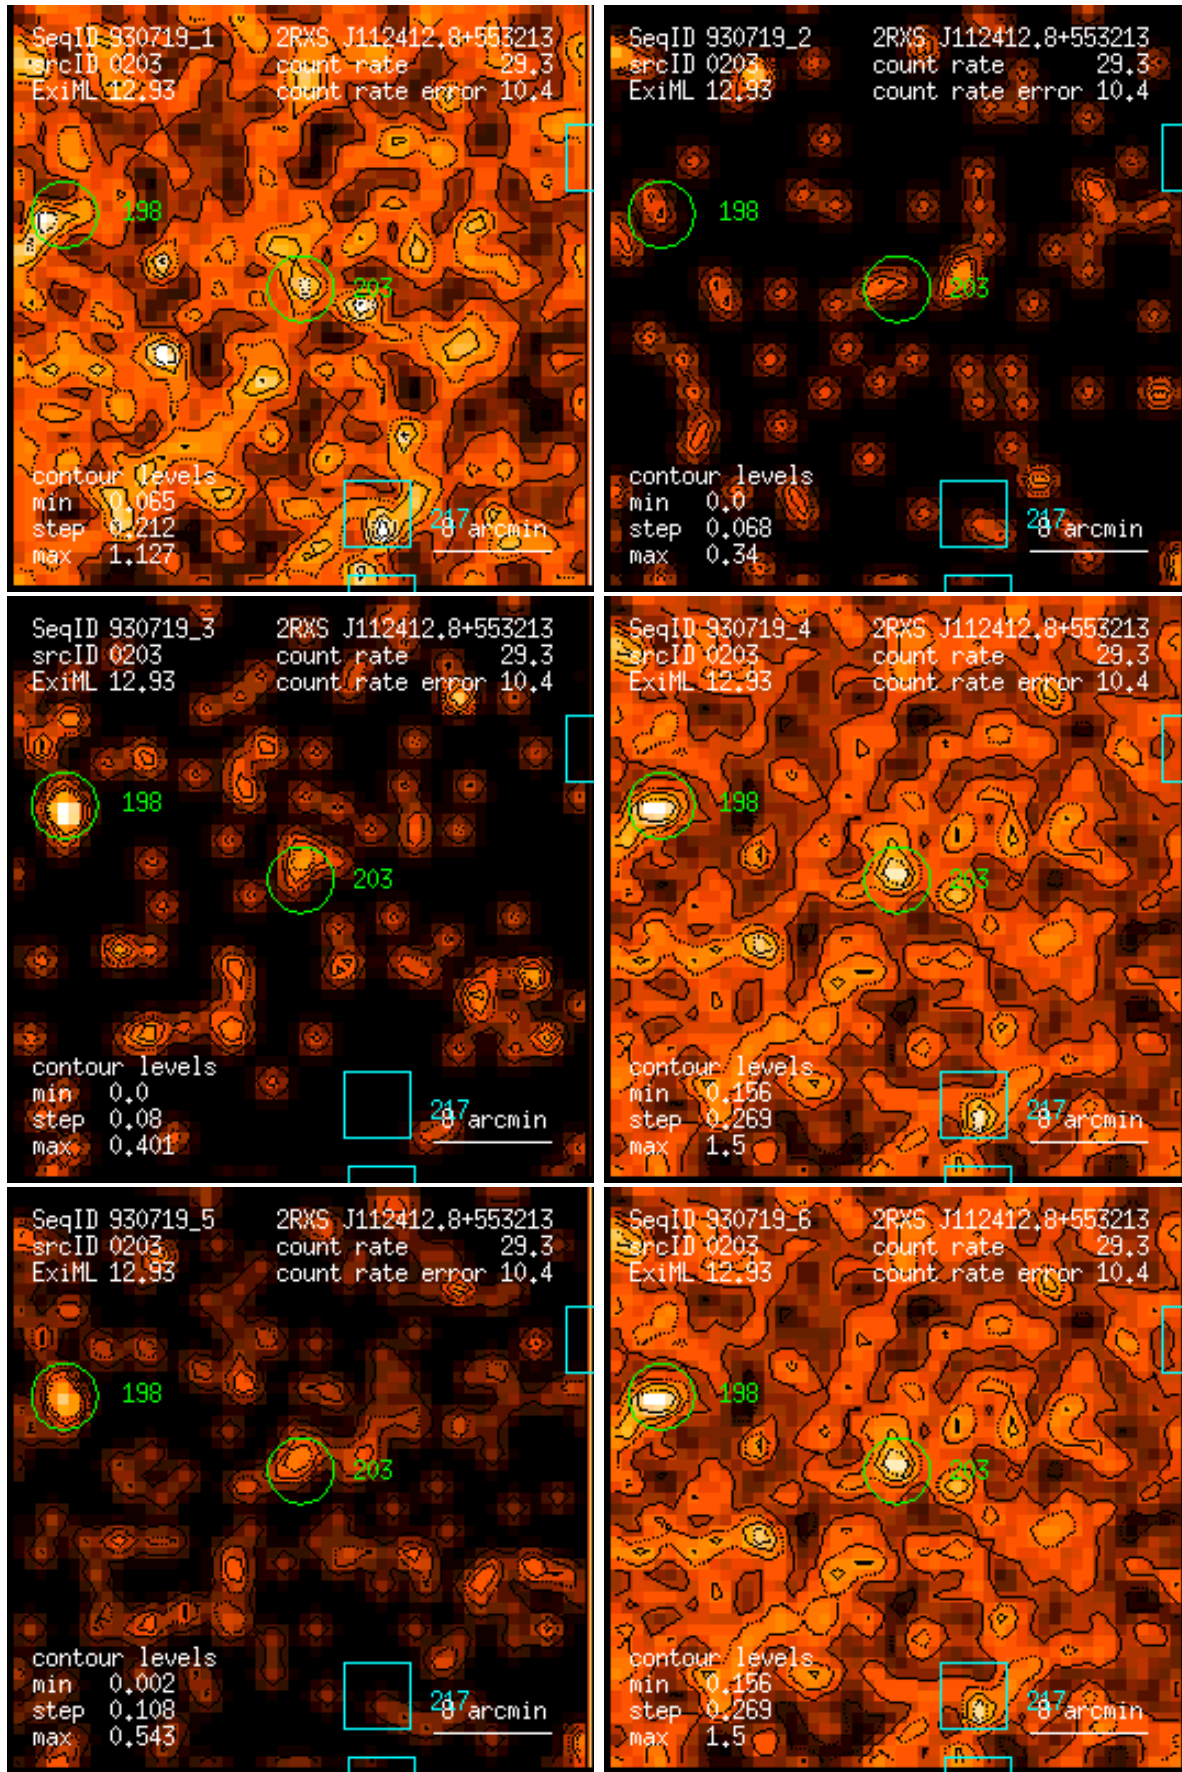 SeqID 930719_1 2RXS J112412.8+553213
srcID 0203 count rate 29.3
ExiML 12.93 count rate error 10.4
198
203
contour levels
min 0.065
step 0.212
max 1.127
217
8 arcmin
SeqID 930719_2 2RXS J112412.8+553213
srcID 0203 count rate 29.3
ExiML 12.93 count rate error 10.4
198
203
contour levels
min 0.0
step 0.068
max 0.34
217
8 arcmin
SeqID 930719_3 2RXS J112412.8+553213
srcID 0203 count rate 29.3
ExiML 12.93 count rate error 10.4
198
203
contour levels
min 0.0
step 0.08
max 0.401
217
8 arcmin
SeqID 930719_4 2RXS J112412.8+553213
srcID 0203 count rate 29.3
ExiML 12.93 count rate error 10.4
198
203
contour levels
min 0.156
step 0.269
max 1.5
217
8 arcmin
SeqID 930719_5 2RXS J112412.8+553213
srcID 0203 count rate 29.3
ExiML 12.93 count rate error 10.4
198
203
contour levels
min 0.002
step 0.108
max 0.543
217
8 arcmin
SeqID 930719_6 2RXS J112412.8+553213
srcID 0203 count rate 29.3
ExiML 12.93 count rate error 10.4
198
203
contour levels
min 0.156
step 0.269
max 1.5
217
8 arcmin